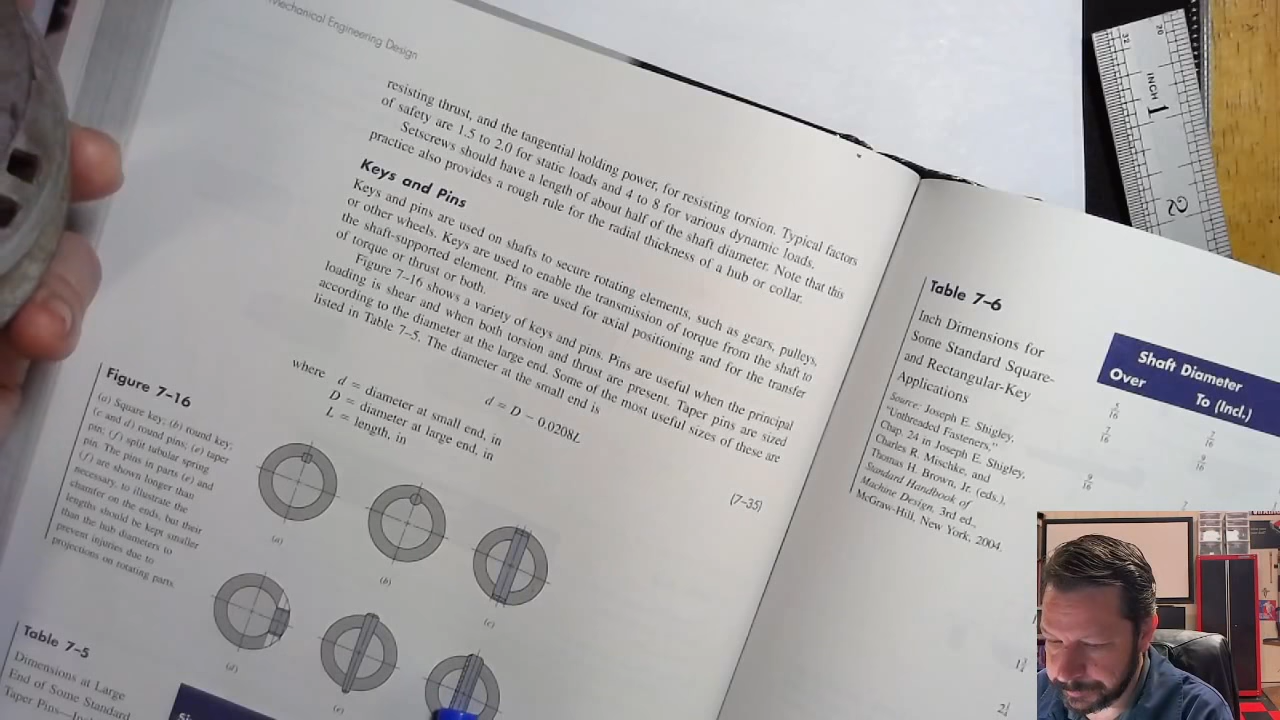 Mechanical Engineering Design
resisting thrust, and the tangential holding power, for resisting torsion. Typical factors
of safety are 1.5 to 2.0 for static loads and 4 to 8 for various dynamic loads.
Setscrews should have a length of about half of the shaft diameter. Note that this
practice also provides a rough rule for the radial thickness of a hub or collar.
Keys and Pins
Keys and pins are used on shafts to secure rotating elements, such as gears, pulleys,
or other wheels. Keys are used to enable the transmission of torque from the shaft to
the shaft-supported element. Pins are used for axial positioning and for the transfer
of torque or thrust or both.
Figure 7–16 shows a variety of keys and pins. Pins are useful when the principal
loading is shear and when both torsion and thrust are present. Taper pins are sized
according to the diameter at the large end. Some of the most useful sizes of these are
listed in Table 7–5. The diameter at the small end is
d = D − 0.0208L
(7–35)
where d = diameter at small end, in
D = diameter at large end, in
L = length, in
Figure 7–16
(a) Square key; (b) round key;
(c and d) round pins; (e) taper
pin; (f) split tubular spring
pin. The pins in parts (e) and
(f) are shown longer than
necessary, to illustrate the
chamfer on the ends, but their
lengths should be kept smaller
than the hub diameters to
prevent injuries due to
projections on rotating parts.
(a)
(b)
(c)
(d)
(e)
Table 7–5
Dimensions at Large
End of Some Standard
Taper Pins—
Table 7–6
Inch Dimensions for
Some Standard Square-
and Rectangular-Key
Applications
Source: Joseph E. Shigley,
"Unthreaded Fasteners,"
Chap. 24 in Joseph E. Shigley,
Charles R. Mischke, and
Thomas H. Brown, Jr. (eds.),
Standard Handbook of
Machine Design, 3rd ed.,
McGraw-Hill, New York, 2004.
Shaft Diameter
Over To (Incl.)
5/16 7/16
7/16 9/16
9/16
INCH 1
2
32